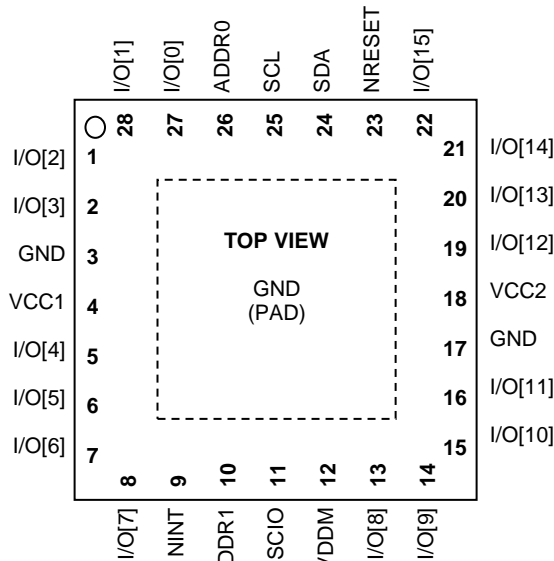 I/O[1] I/O[0] ADDR0 SCL SDA NRESET I/O[15]
28 27 26 25 24 23 22
I/O[2] 1
I/O[3] 2
GND 3
VCC1 4
I/O[4] 5
I/O[5] 6
I/O[6] 7
TOP VIEW
GND
(PAD)
21 I/O[14]
20 I/O[13]
19 I/O[12]
18 VCC2
17 GND
16 I/O[11]
15 I/O[10]
8 9 10 11 12 13 14
I/O[7] NINT DDR1 SCIO VDDM I/O[8] I/O[9]